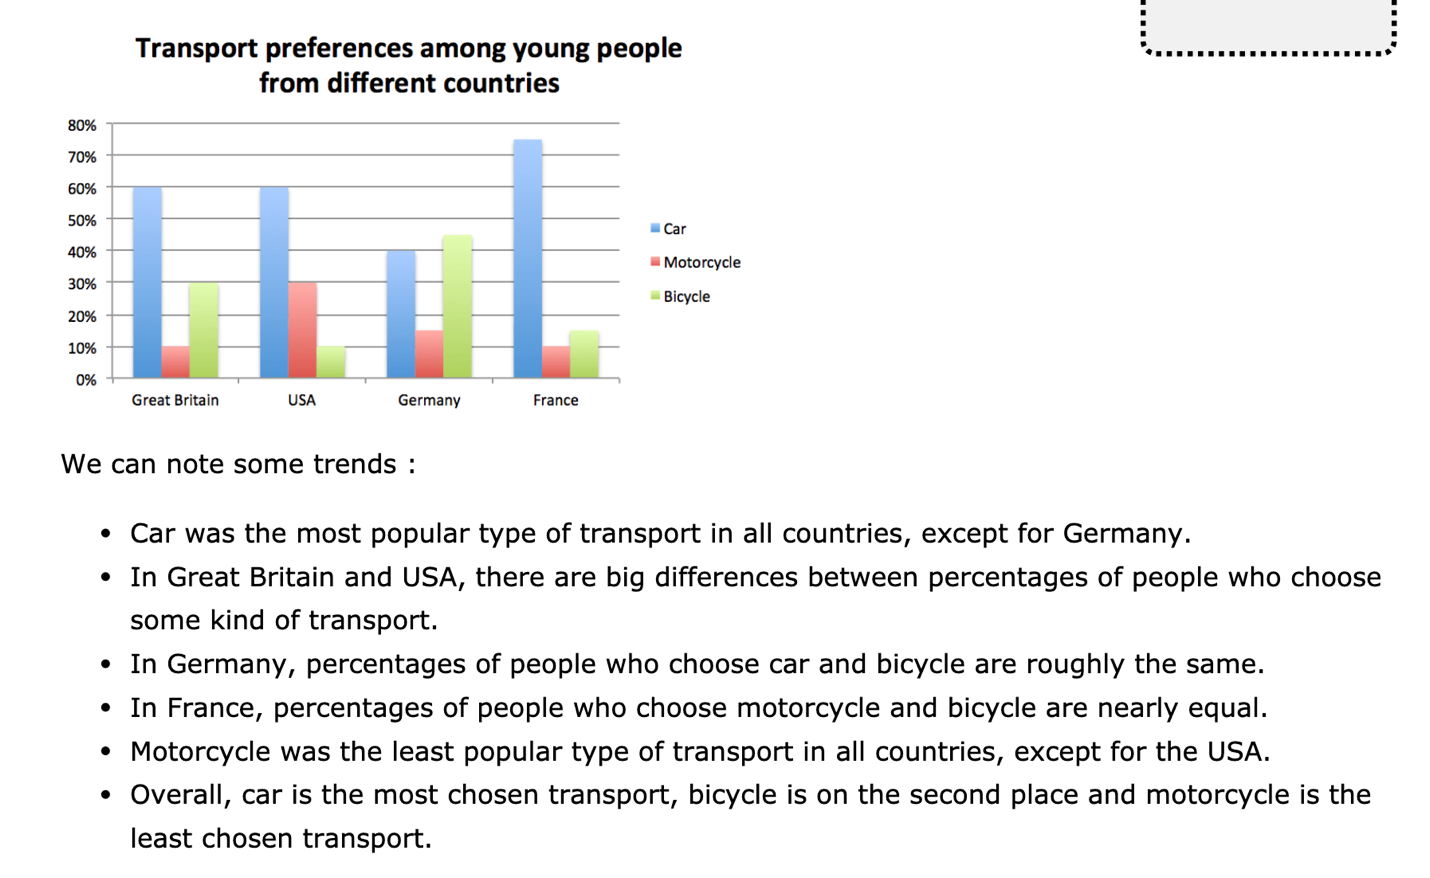 Transport preferences among young people
from different countries
80%
70%
60%
50%
40%
30%
20%
10%
0%
Great Britain
USA
Germany
France
Car
Motorcycle
Bicycle
We can note some trends :
• Car was the most popular type of transport in all countries, except for Germany.
• In Great Britain and USA, there are big differences between percentages of people who choose
some kind of transport.
• In Germany, percentages of people who choose car and bicycle are roughly the same.
• In France, percentages of people who choose motorcycle and bicycle are nearly equal.
• Motorcycle was the least popular type of transport in all countries, except for the USA.
• Overall, car is the most chosen transport, bicycle is on the second place and motorcycle is the
least chosen transport.